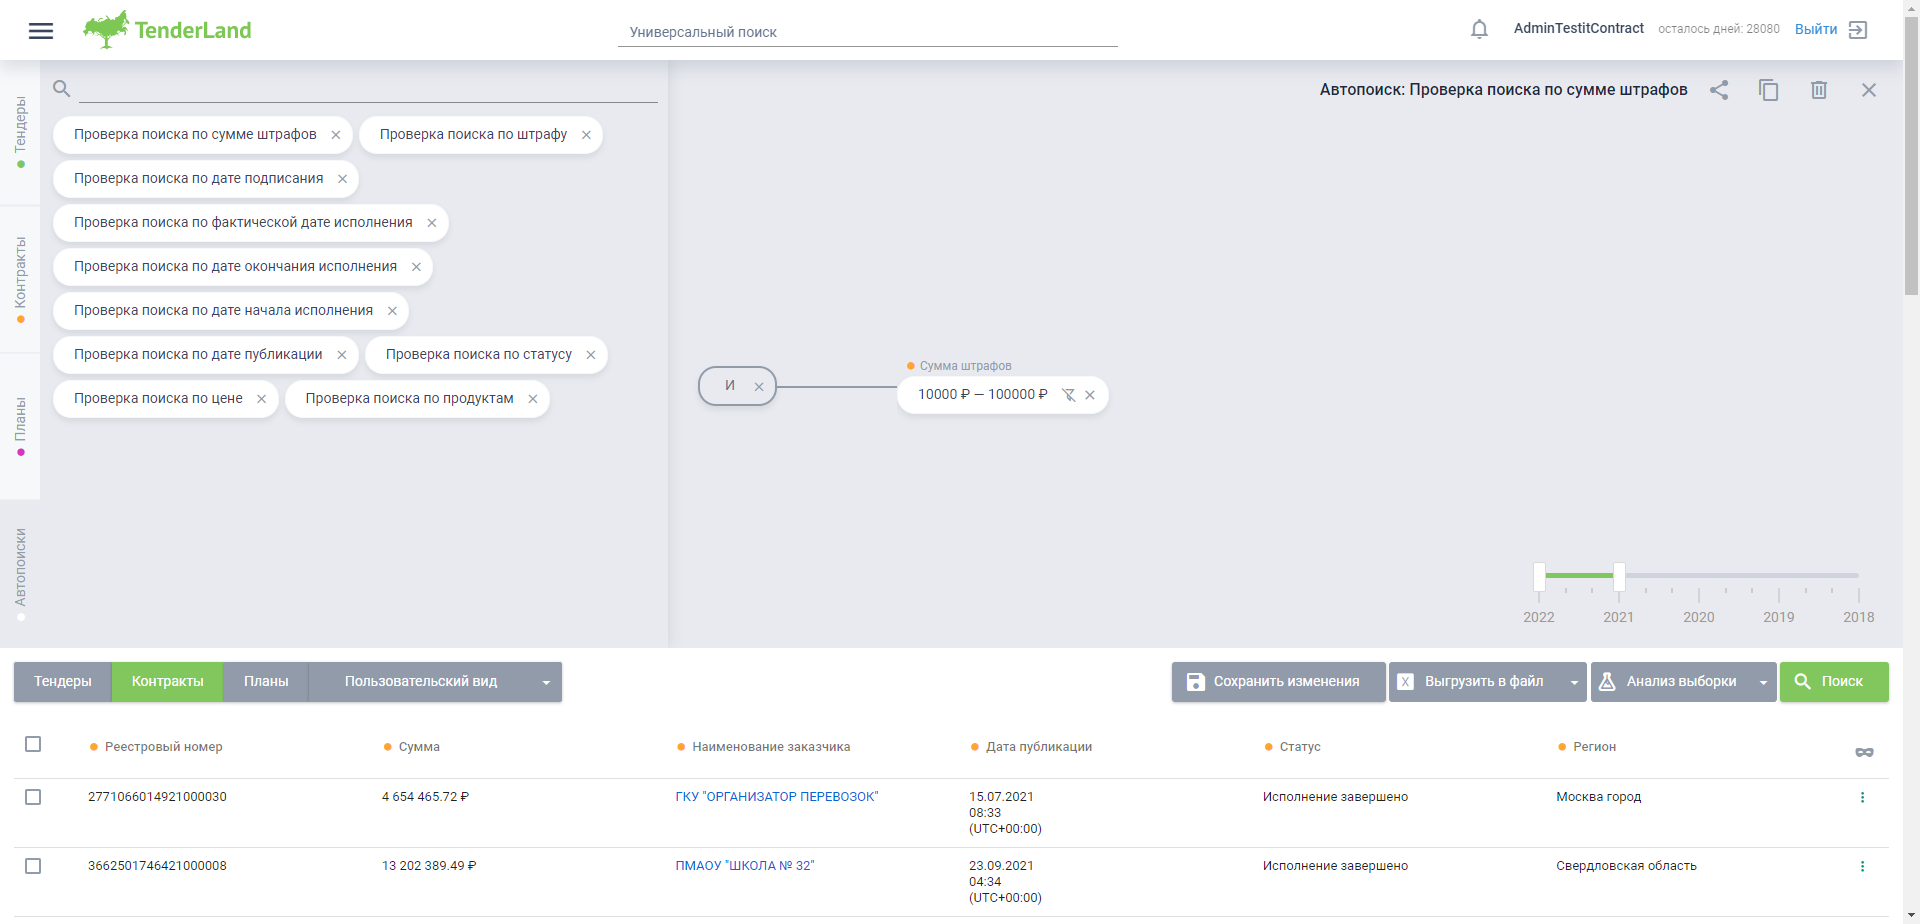 TenderLand
Универсальный поиск
AdminTestitContract
осталось дней: 28080
Выйти
Тендеры
Контракты
Планы
Автопоиски
Проверка поиска по сумме штрафов
Проверка поиска по штрафу
Проверка поиска по дате подписания
Проверка поиска по фактической дате исполнения
Проверка поиска по дате окончания исполнения
Проверка поиска по дате начала исполнения
Проверка поиска по дате публикации
Проверка поиска по статусу
Проверка поиска по цене
Проверка поиска по продуктам
Автопоиск: Проверка поиска по сумме штрафов
И
Сумма штрафов
10000 ₽ — 100000 ₽
2022 2021 2020 2019 2018
Тендеры
Контракты
Планы
Пользовательский вид
Сохранить изменения
X Выгрузить в файл
Анализ выборки
Поиск
Реестровый номер
Сумма
Наименование заказчика
Дата публикации
Статус
Регион
2771066014921000030
4 654 465.72 ₽
ГКУ "ОРГАНИЗАТОР ПЕРЕВОЗОК"
15.07.2021
08:33
(UTC+00:00)
Исполнение завершено
Москва город
3662501746421000008
13 202 389.49 ₽
ПМАОУ "ШКОЛА № 32"
23.09.2021
04:34
(UTC+00:00)
Исполнение завершено
Свердловская область